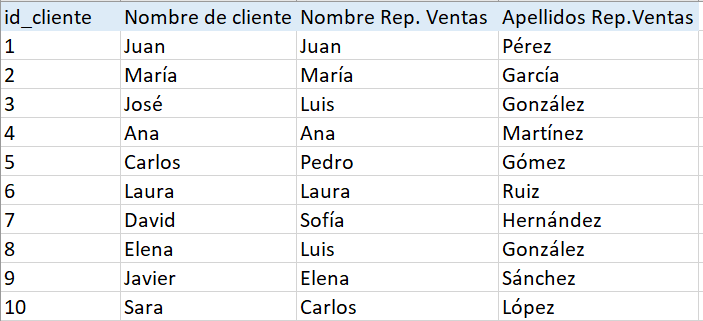 id_cliente Nombre de cliente Nombre Rep. Ventas Apellidos Rep.Ventas
1 Juan Juan Pérez
2 María María García
3 José Luis González
4 Ana Ana Martínez
5 Carlos Pedro Gómez
6 Laura Laura Ruiz
7 David Sofía Hernández
8 Elena Luis González
9 Javier Elena Sánchez
10 Sara Carlos López